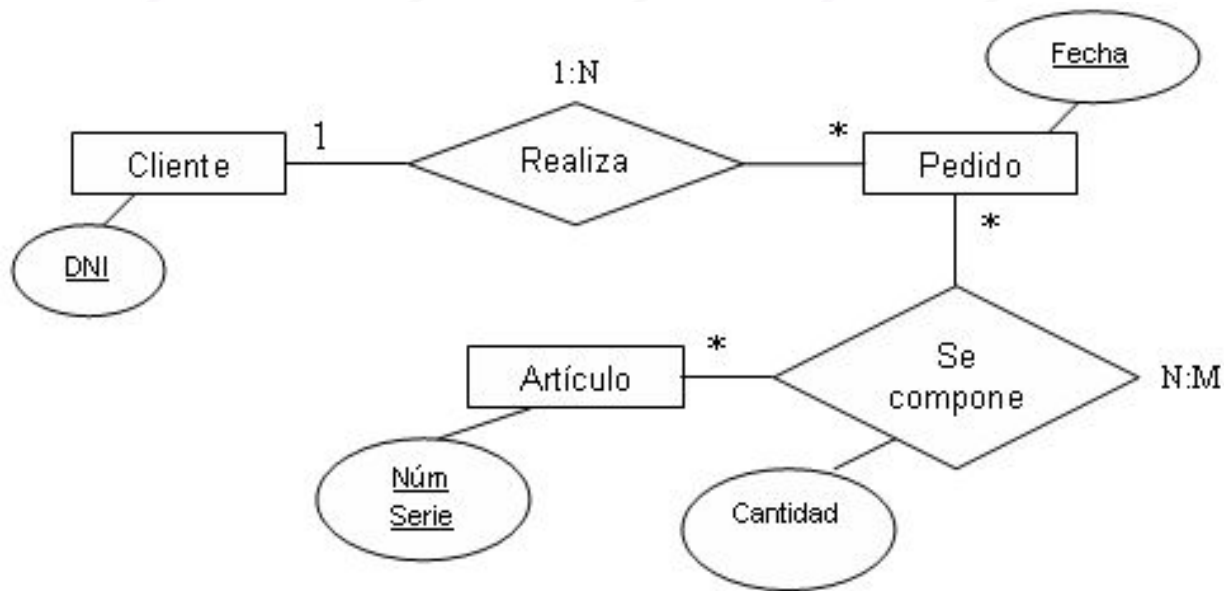 1:N
Fecha
Cliente
1
Realiza
*
Pedido
DNI
*
Artículo
*
Se
compone
N:M
Núm
Serie
Cantidad